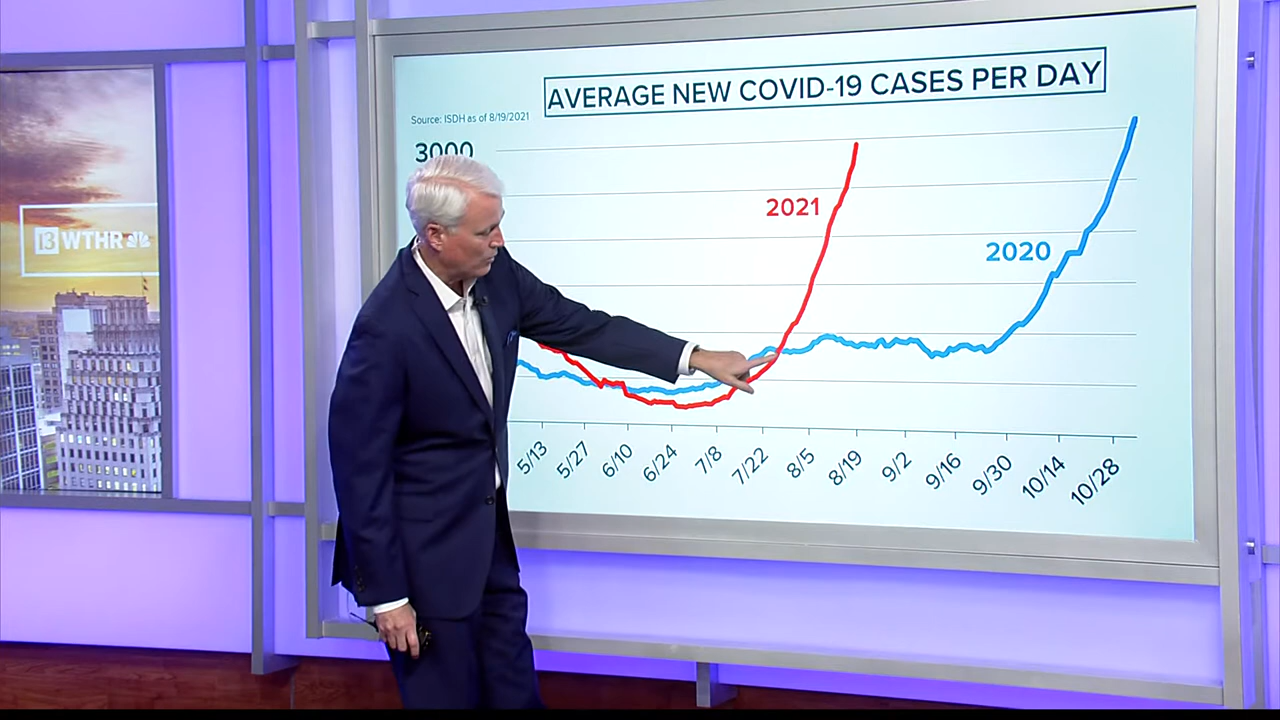 AVERAGE NEW COVID-19 CASES PER DAY
Source: ISDH as of 8/19/2021
3000
2021
2020
13 WTHR
5/13 5/27 6/10 6/24 7/8 7/22 8/5 8/19 9/2 9/16 9/30 10/14 10/28